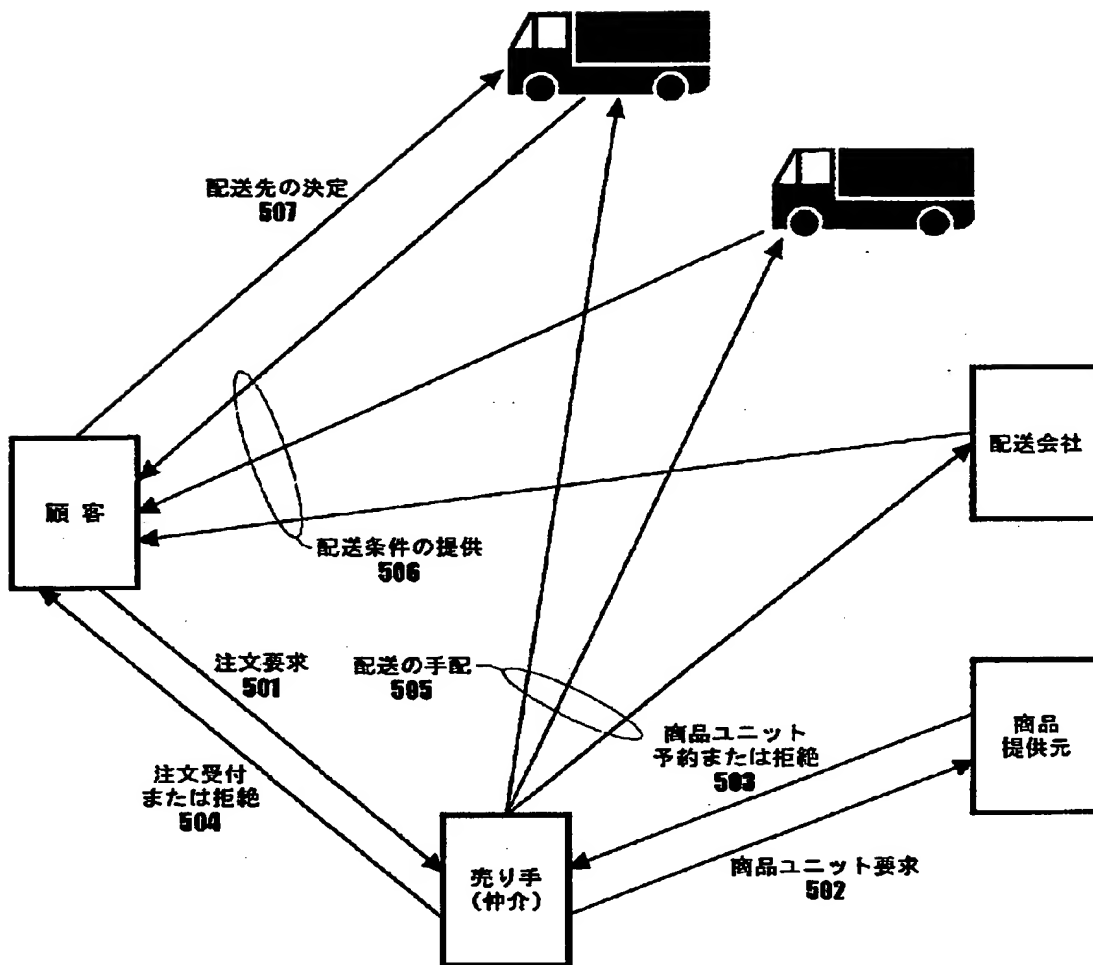 配送先の決定
507
配送会社
顧 客
配送条件の提供
506
注文要求
501
配送の手配
505
商品ユニット
予約または拒絶
503
商品
提供元
注文受付
または拒絶
504
売り手
(仲介)
商品ユニット要求
502